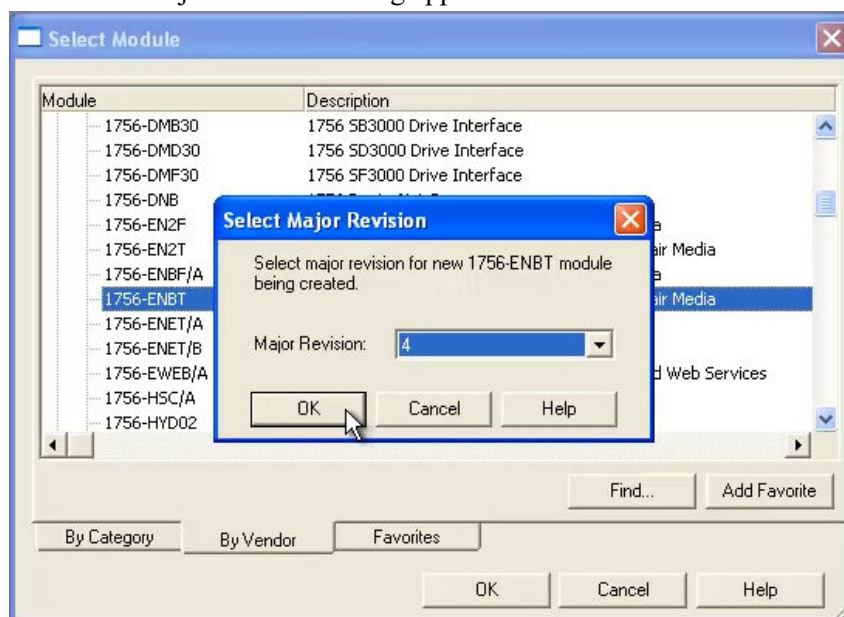 Select Module
Module Description
1756-DMB30 1756 SB3000 Drive Interface
1756-DMD30 1756 SD3000 Drive Interface
1756-DMF30 1756 SF3000 Drive Interface
1756-DNB
1756-EN2F
1756-EN2T air Media
1756-ENBF/A
1756-ENBT air Media
1756-ENET/A
1756-ENET/B
1756-EWEB/A d Web Services
1756-HSC/A
1756-HYD02
Select Major Revision
Select major revision for new 1756-ENBT module
being created.
Major Revision: 4
OK Cancel Help
Find... Add Favorite
By Category By Vendor Favorites
OK Cancel Help